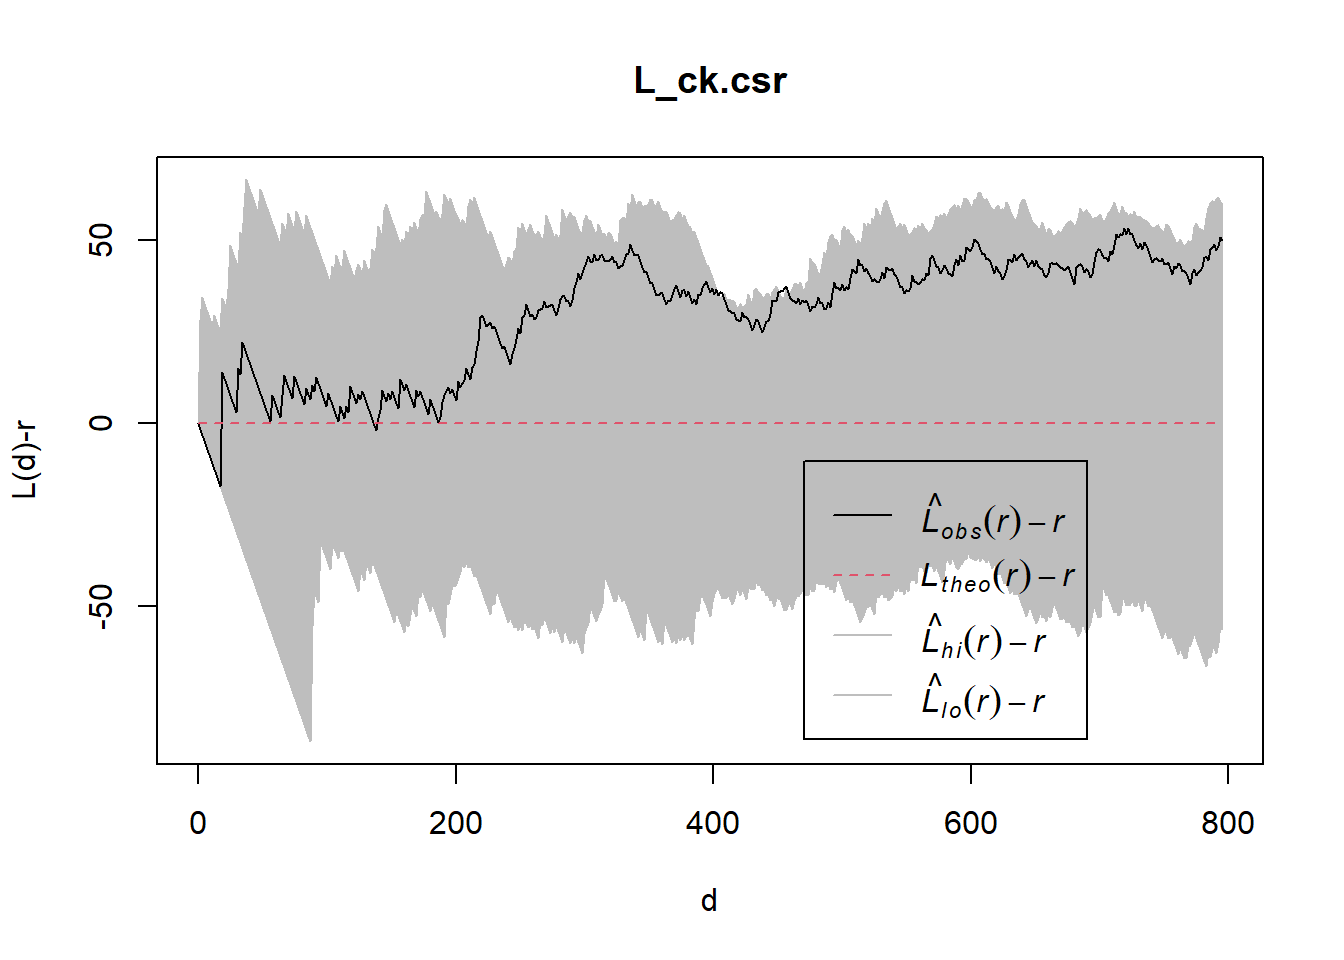 L_ck.csr
L(d)-r
50
0
-50
L̂obs(r) − r
Ltheo(r) − r
L̂hi(r) − r
L̂lo(r) − r
0 200 400 600 800
d